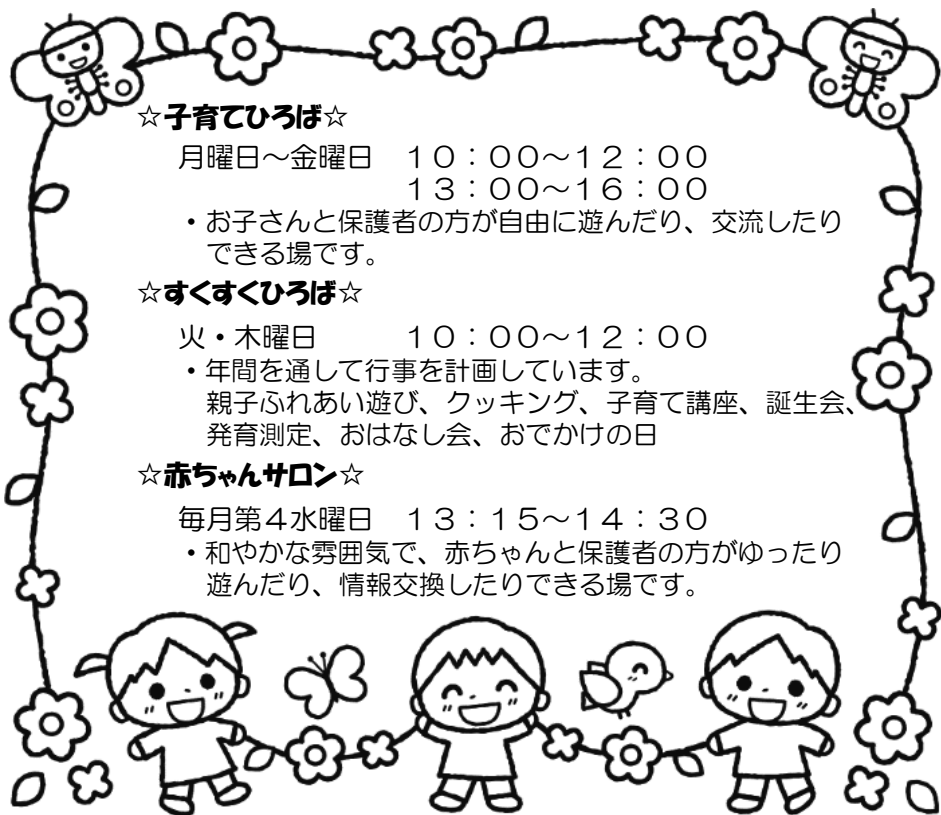 ☆子育てひろば☆
月曜日～金曜日　１０：００～１２：００
１３：００～１６：００
・お子さんと保護者の方が自由に遊んだり、交流したり
できる場です。
☆すくすくひろば☆
火・木曜日　　　１０：００～１２：００
・年間を通して行事を計画しています。
親子ふれあい遊び、クッキング、子育て講座、誕生会、
発育測定、おはなし会、おでかけの日
☆赤ちゃんサロン☆
毎月第４水曜日　１３：１５～１４：３０
・和やかな雰囲気で、赤ちゃんと保護者の方がゆったり
遊んだり、情報交換したりできる場です。